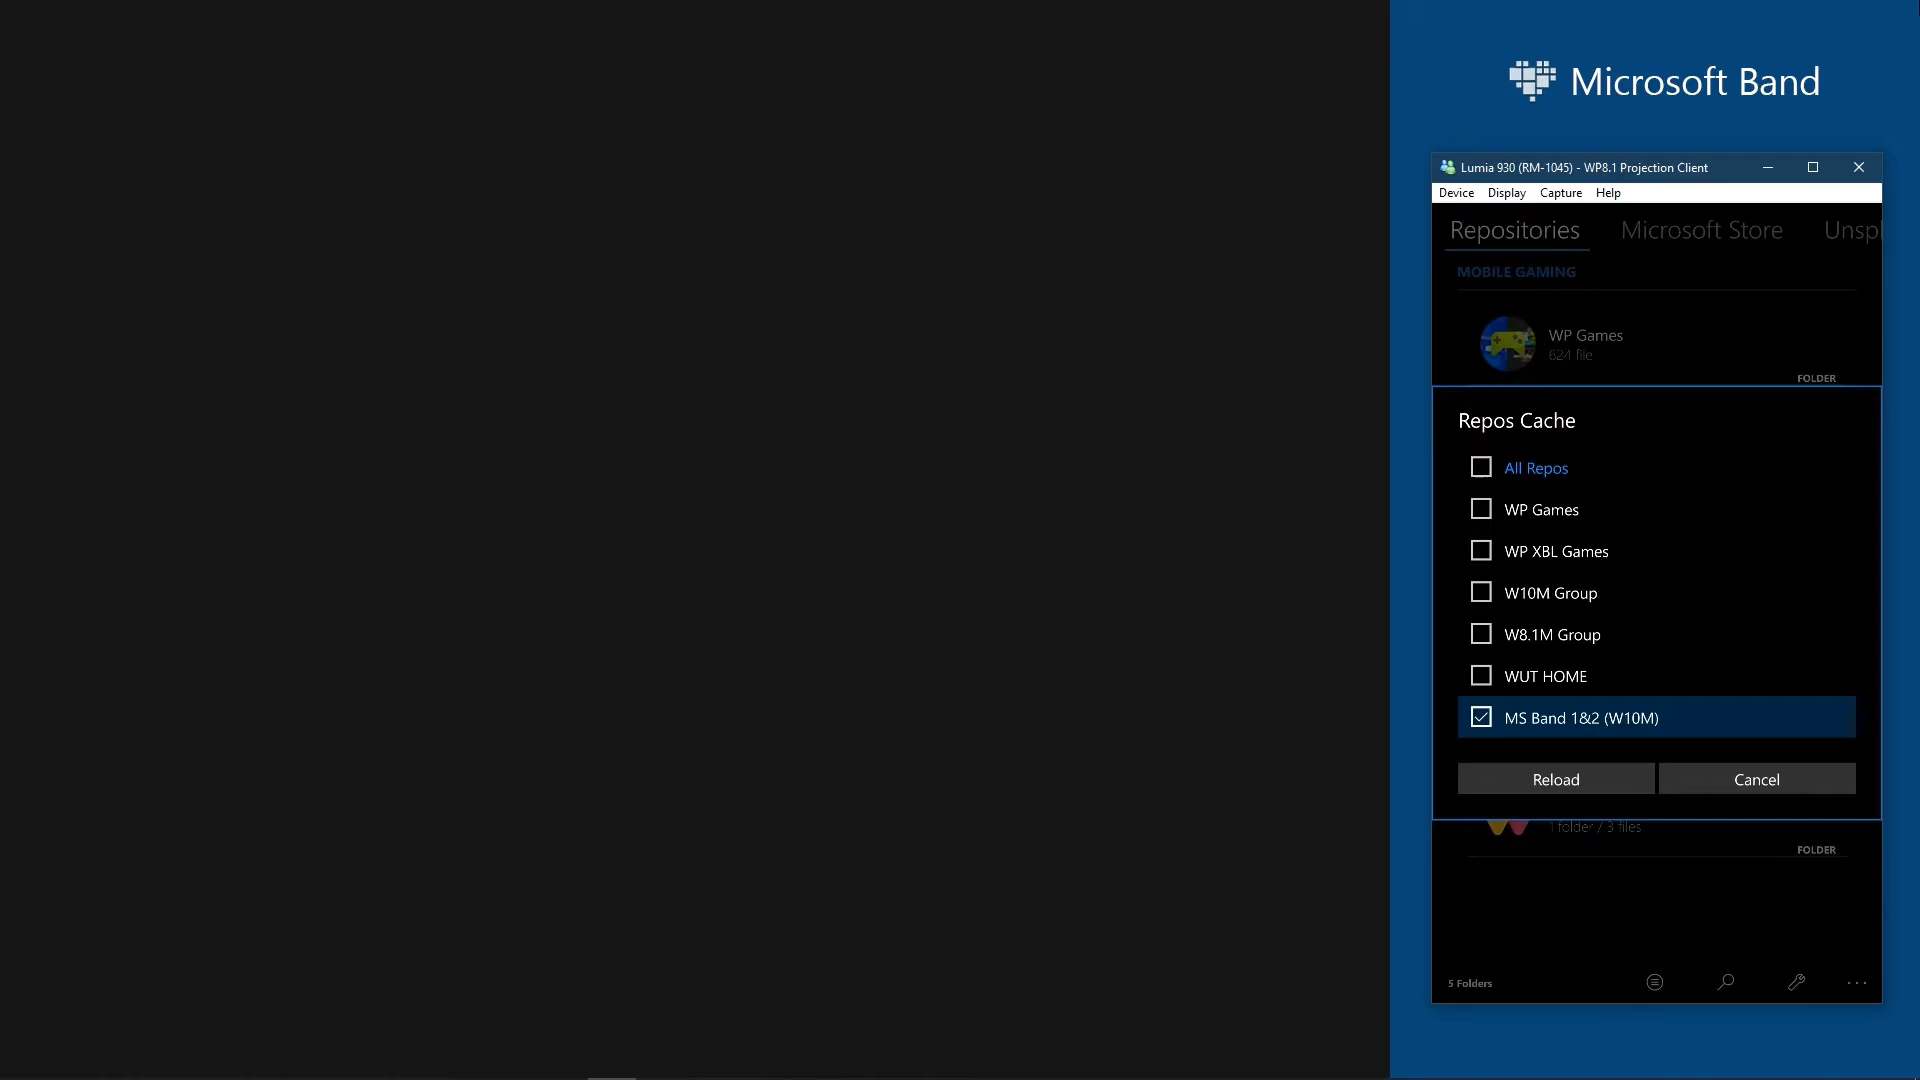 Microsoft Band
Lumia 930 (RM-1045) - WP8.1 Projection Client
Device Display Capture Help
Repositories Microsoft Store Unspl
MOBILE GAMING
WP Games
624 file
FOLDER
Repos Cache
All Repos
WP Games
WP XBL Games
W10M Group
W8.1M Group
WUT HOME
MS Band 1&2 (W10M)
Reload Cancel
1 folder / 3 files
FOLDER
5 Folders